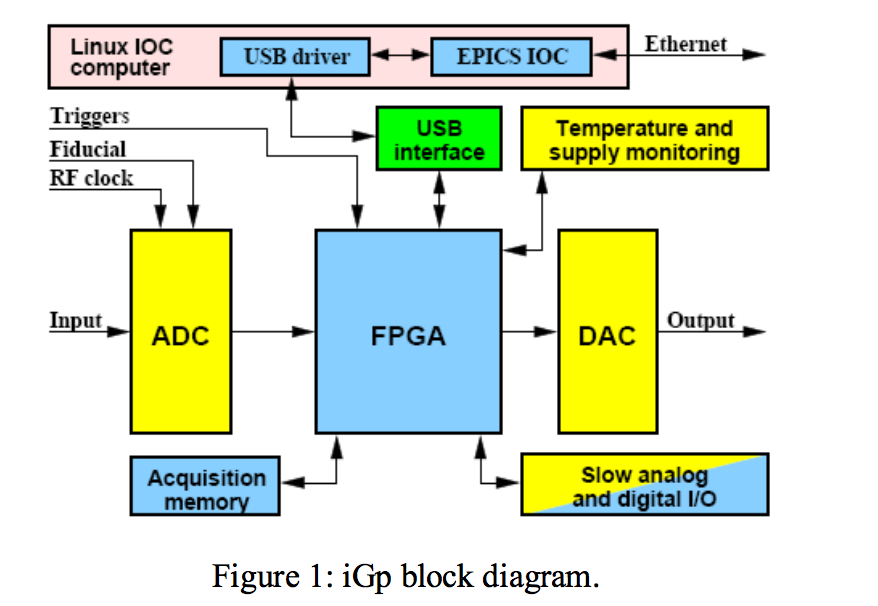 Linux IOC
computer
USB driver
EPICS IOC
Ethernet
Triggers
Fiducial
RF clock
USB
interface
Temperature and
supply monitoring
Input
ADC
FPGA
DAC
Output
Acquisition
memory
Slow analog
and digital I/O
Figure 1: iGp block diagram.